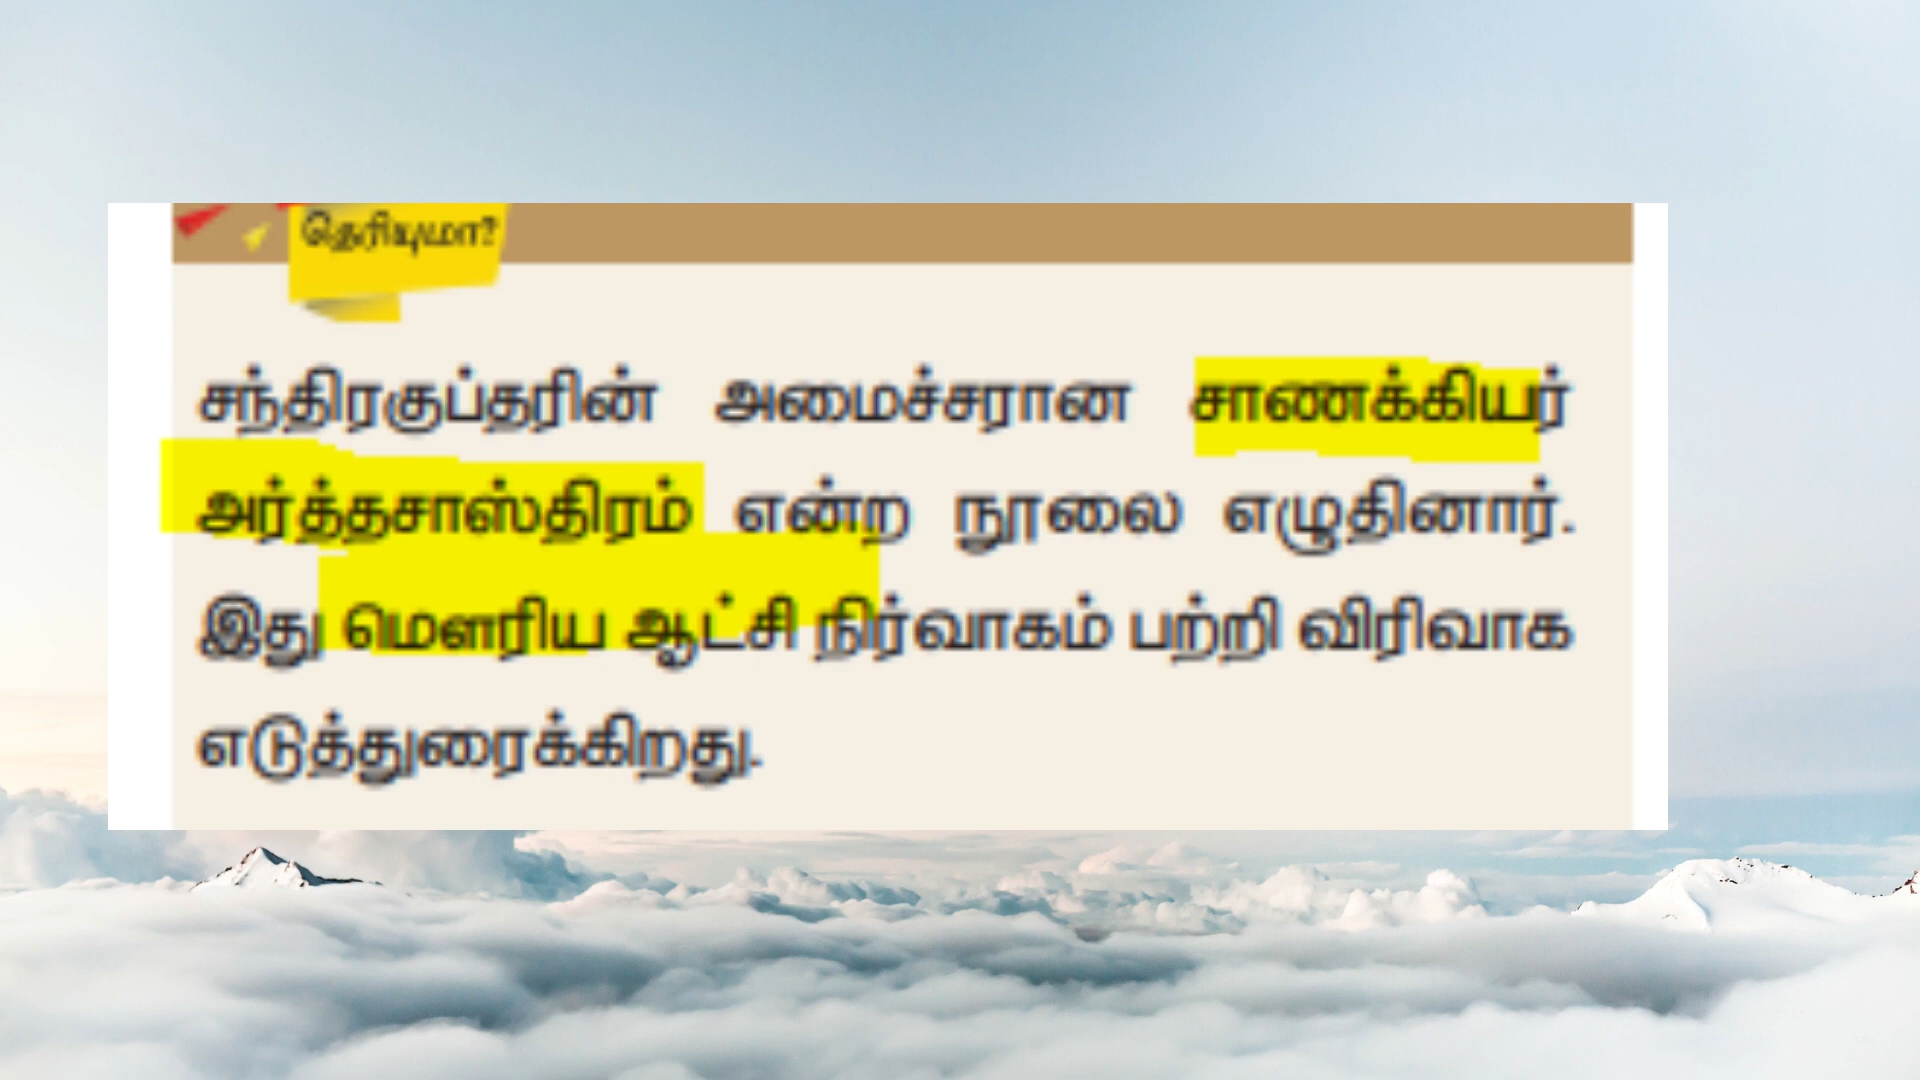 தெரியுமா?
சந்திரகுப்தரின் அமைச்சரான சாணக்கியர்
அர்த்தசாஸ்திரம் என்ற நூலை எழுதினார்.
இது மௌரிய ஆட்சி நிர்வாகம் பற்றி விரிவாக
எடுத்துரைக்கிறது.